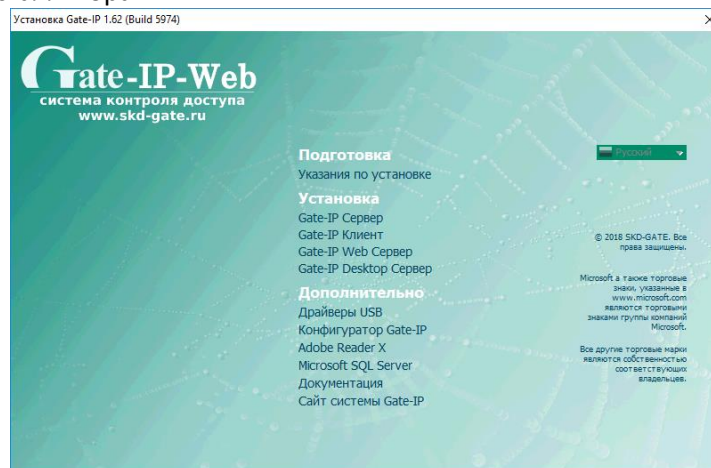 Установка Gate-IP 1.62 (Build 5974)
Gate-IP-Web
система контроля доступа
www.skd-gate.ru
Подготовка
Указания по установке
Установка
Gate-IP Сервер
Gate-IP Клиент
Gate-IP Web Сервер
Gate-IP Desktop Сервер
Дополнительно
Драйверы USB
Конфигуратор Gate-IP
Adobe Reader X
Microsoft SQL Server
Документация
Сайт системы Gate-IP
Русский
© 2018 SKD-GATE. Все
права защищены.
Microsoft а также торговые
знаки, указанные в
www.microsoft.com
являются торговыми
знаками группы компаний
Microsoft.
Все другие торговые марки
являются собственностью
соответствующих
владельцев.